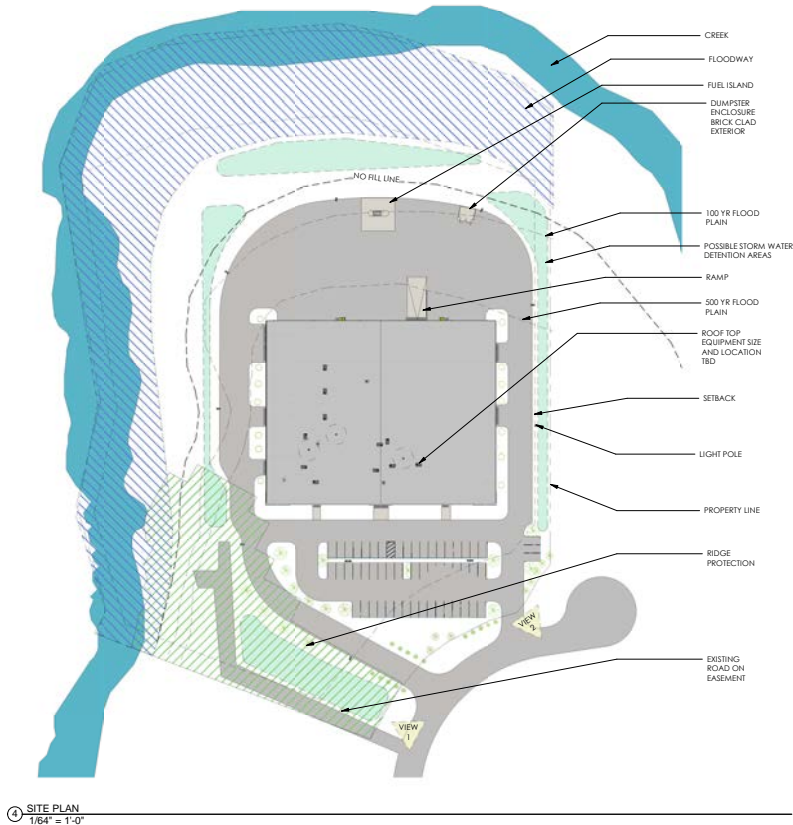 CREEK
FLOODWAY
FUEL ISLAND
DUMPSTER
ENCLOSURE
BRICK CLAD
EXTERIOR
NO FILL LINE
100 YR FLOOD
PLAIN
POSSIBLE STORM WATER
DETENTION AREAS
RAMP
500 YR FLOOD
PLAIN
ROOF TOP
EQUIPMENT SIZE
AND LOCATION
TBD
SETBACK
LIGHT POLE
PROPERTY LINE
RIDGE
PROTECTION
VIEW
2
EXISTING
ROAD ON
EASEMENT
VIEW
1
4 SITE PLAN
1/64" = 1'-0"